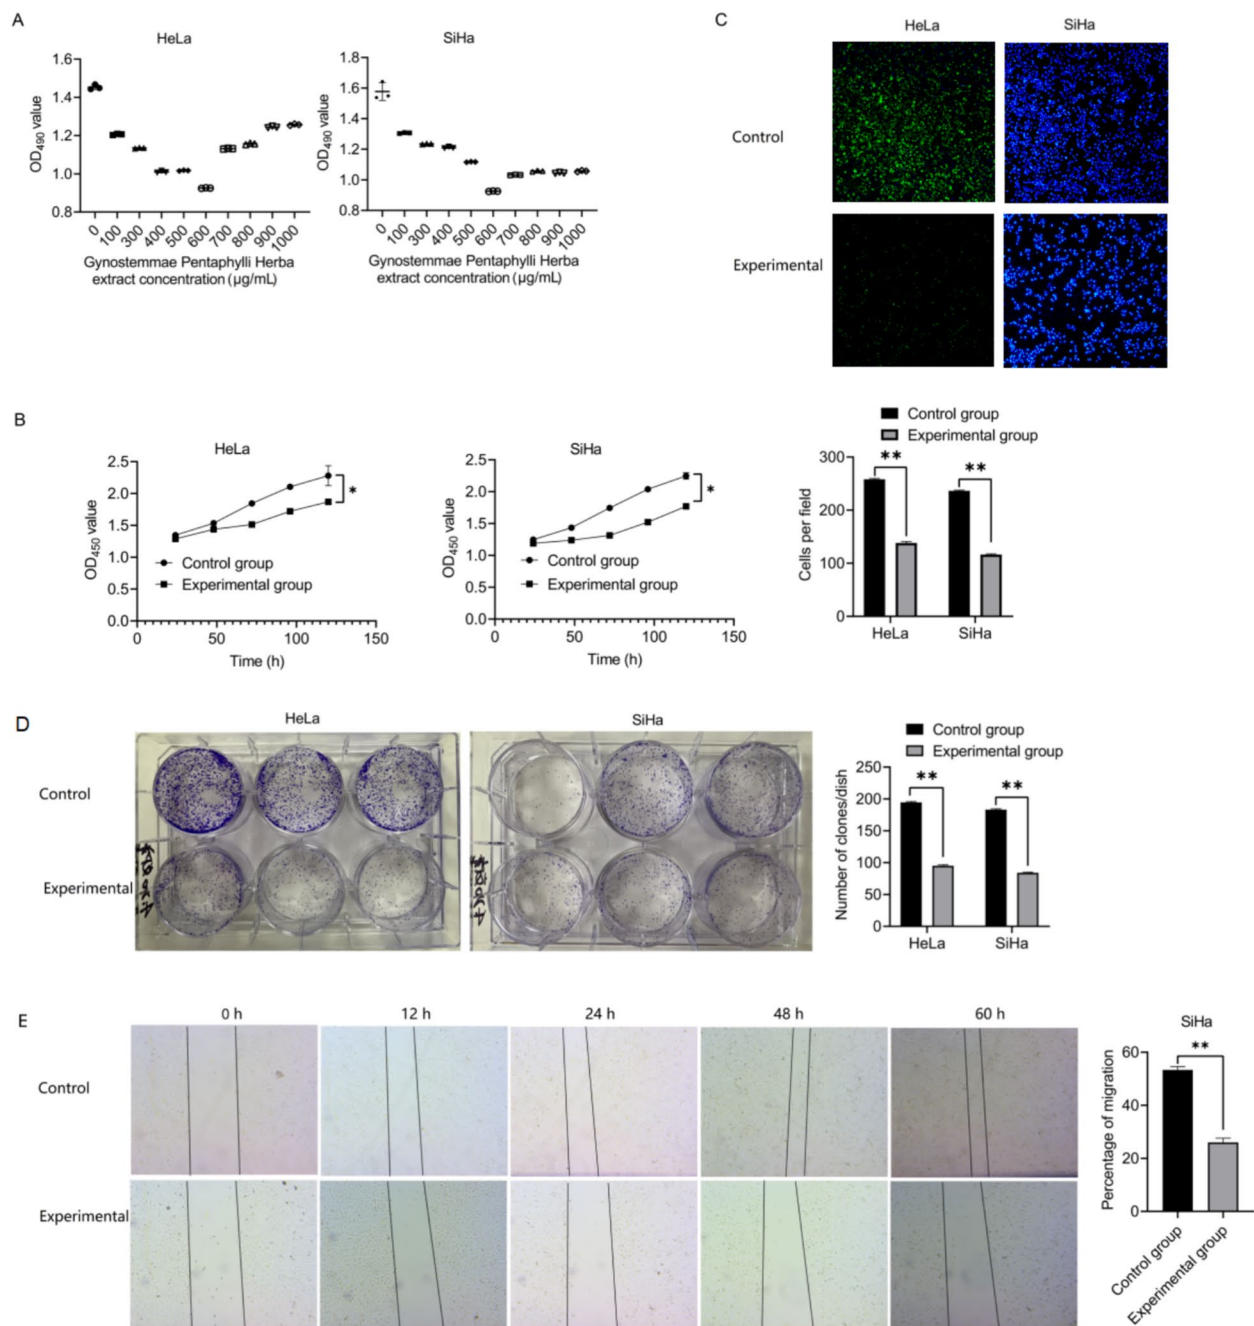 A
HeLa
SiHa
1.6
1.4
1.2
1.0
0.8
OD490 value
0
100
300
400
500
600
700
800
900
1000
Gynostemmae Pentaphylli Herba
extract concentration (μg/mL)
1.8
1.6
1.4
1.2
1.0
0.8
OD490 value
0
100
300
400
500
600
700
800
900
1000
Gynostemmae Pentaphylli Herba
extract concentration (μg/mL)
C
HeLa
SiHa
Control
Experimental
Control group
Experimental group
300
200
100
0
Cells per field
**
**
HeLa
SiHa
B
HeLa
2.5
2.0
1.5
1.0
0.5
0.0
OD450 value
*
Control group
Experimental group
0
50
100
150
Time (h)
SiHa
2.5
2.0
1.5
1.0
0.5
0.0
OD450 value
*
Control group
Experimental group
0
50
100
150
Time (h)
D
HeLa
SiHa
Control
Experimental
Control group
Experimental group
250
200
150
100
50
0
Number of clones/dish
**
**
HeLa
SiHa
E
0 h
12 h
24 h
48 h
60 h
Control
Experimental
SiHa
60
40
20
0
Percentage of migration
**
Control group
Experimental group